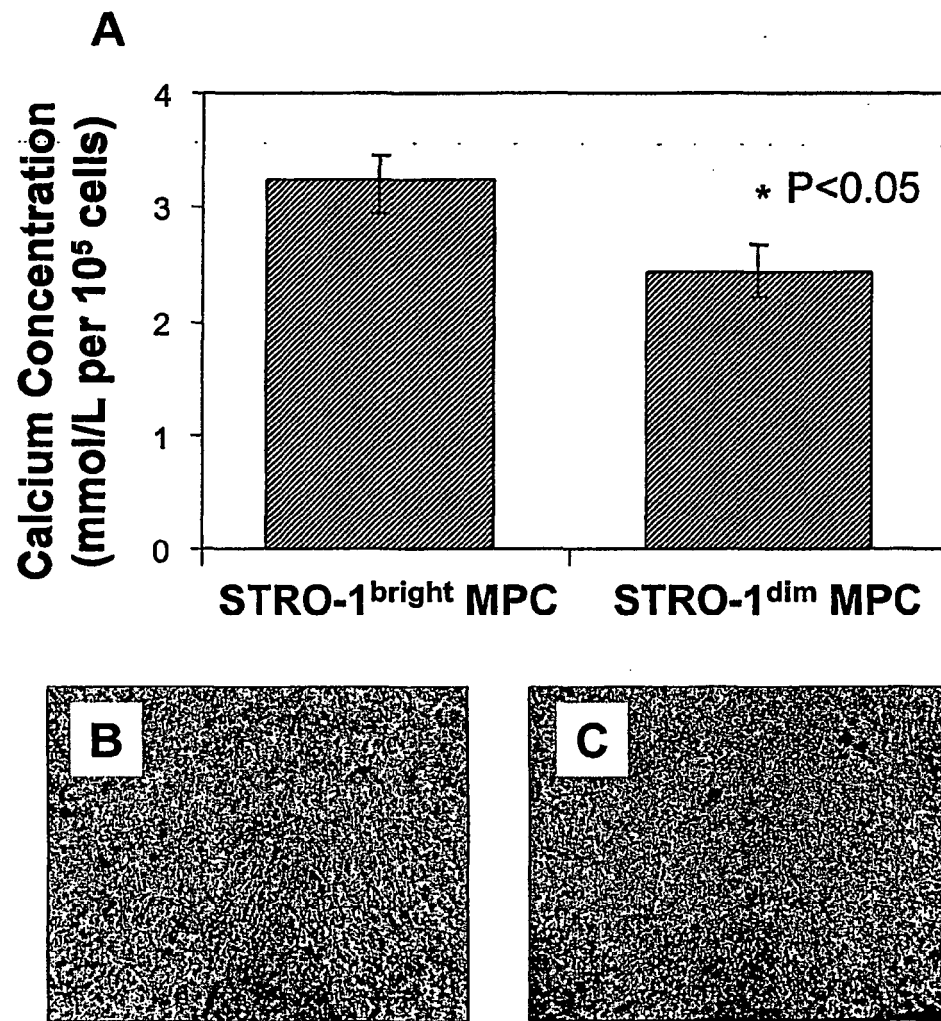 A
Calcium Concentration
(mmol/L per 10⁵ cells)
4
3
2
1
0
* P<0.05
STRO-1ᵇʳⁱᵍʰᵗ MPC
STRO-1ᵈⁱᵐ MPC
B
C